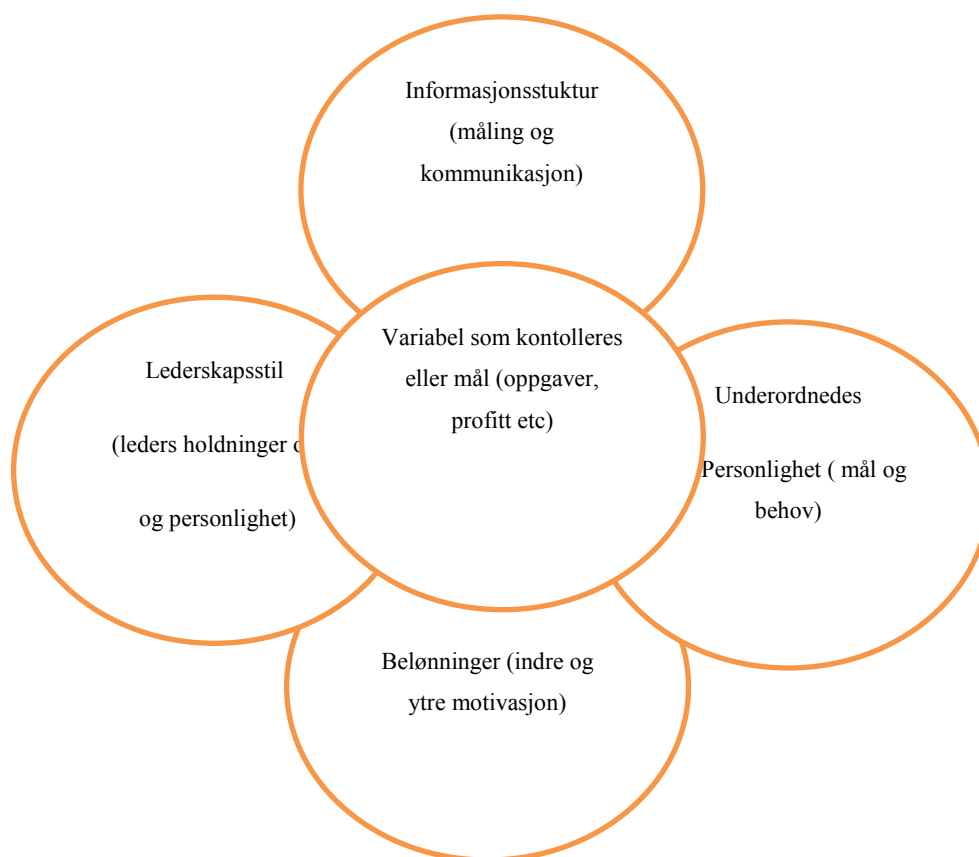 Informasjonsstuktur
(måling og
kommunikasjon)
Variabel som kontolleres
eller mål (oppgaver,
profitt etc)
Lederskapsstil
(leders holdninger o
og personlighet)
Underordnedes
Personlighet ( mål og
behov)
Belønninger (indre og
ytre motivasjon)